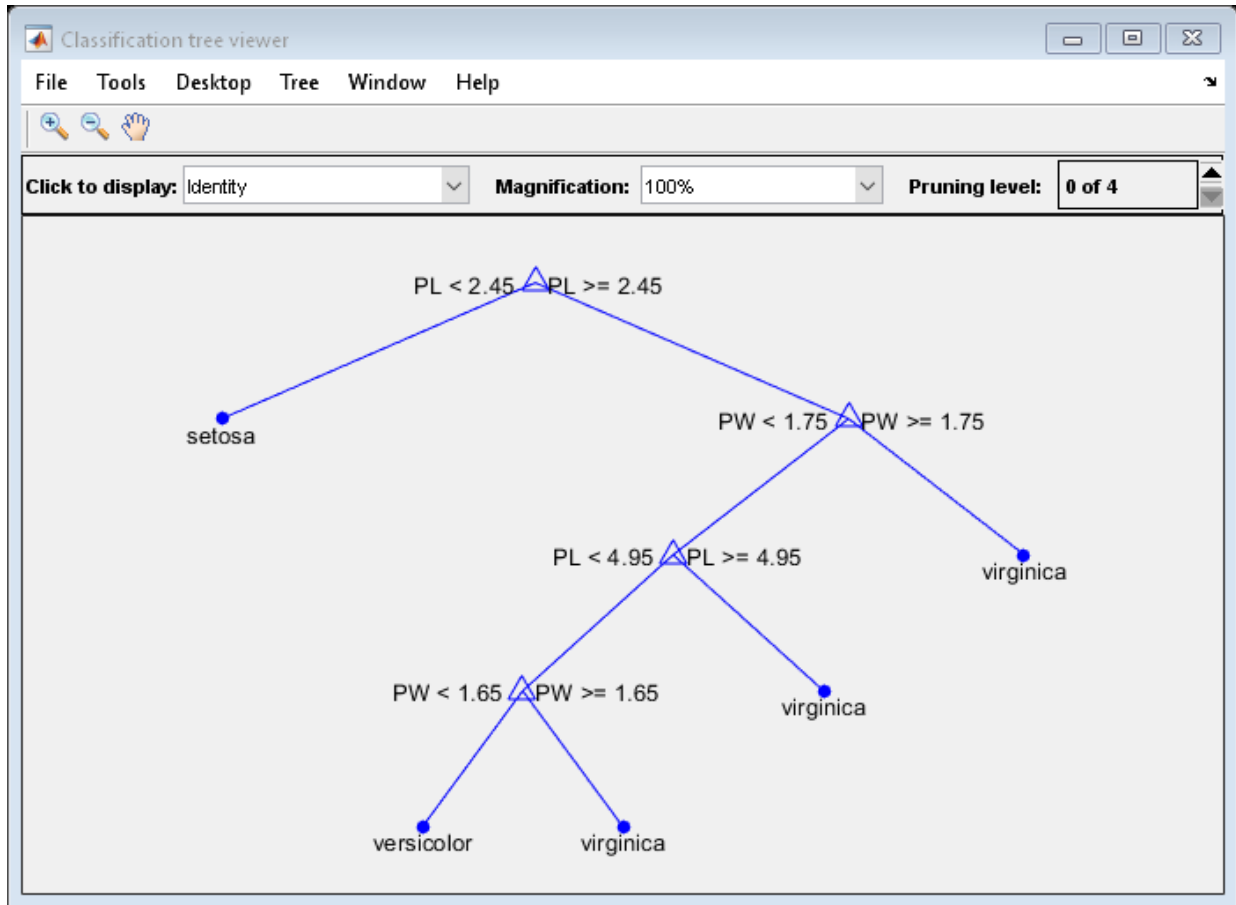 Classification tree viewer
File Tools Desktop Tree Window Help
Click to display: Identity Magnification: 100% Pruning level: 0 of 4
PL < 2.45 PL >= 2.45
setosa
PW < 1.75 PW >= 1.75
PL < 4.95 PL >= 4.95
virginica
PW < 1.65 PW >= 1.65
virginica
versicolor virginica